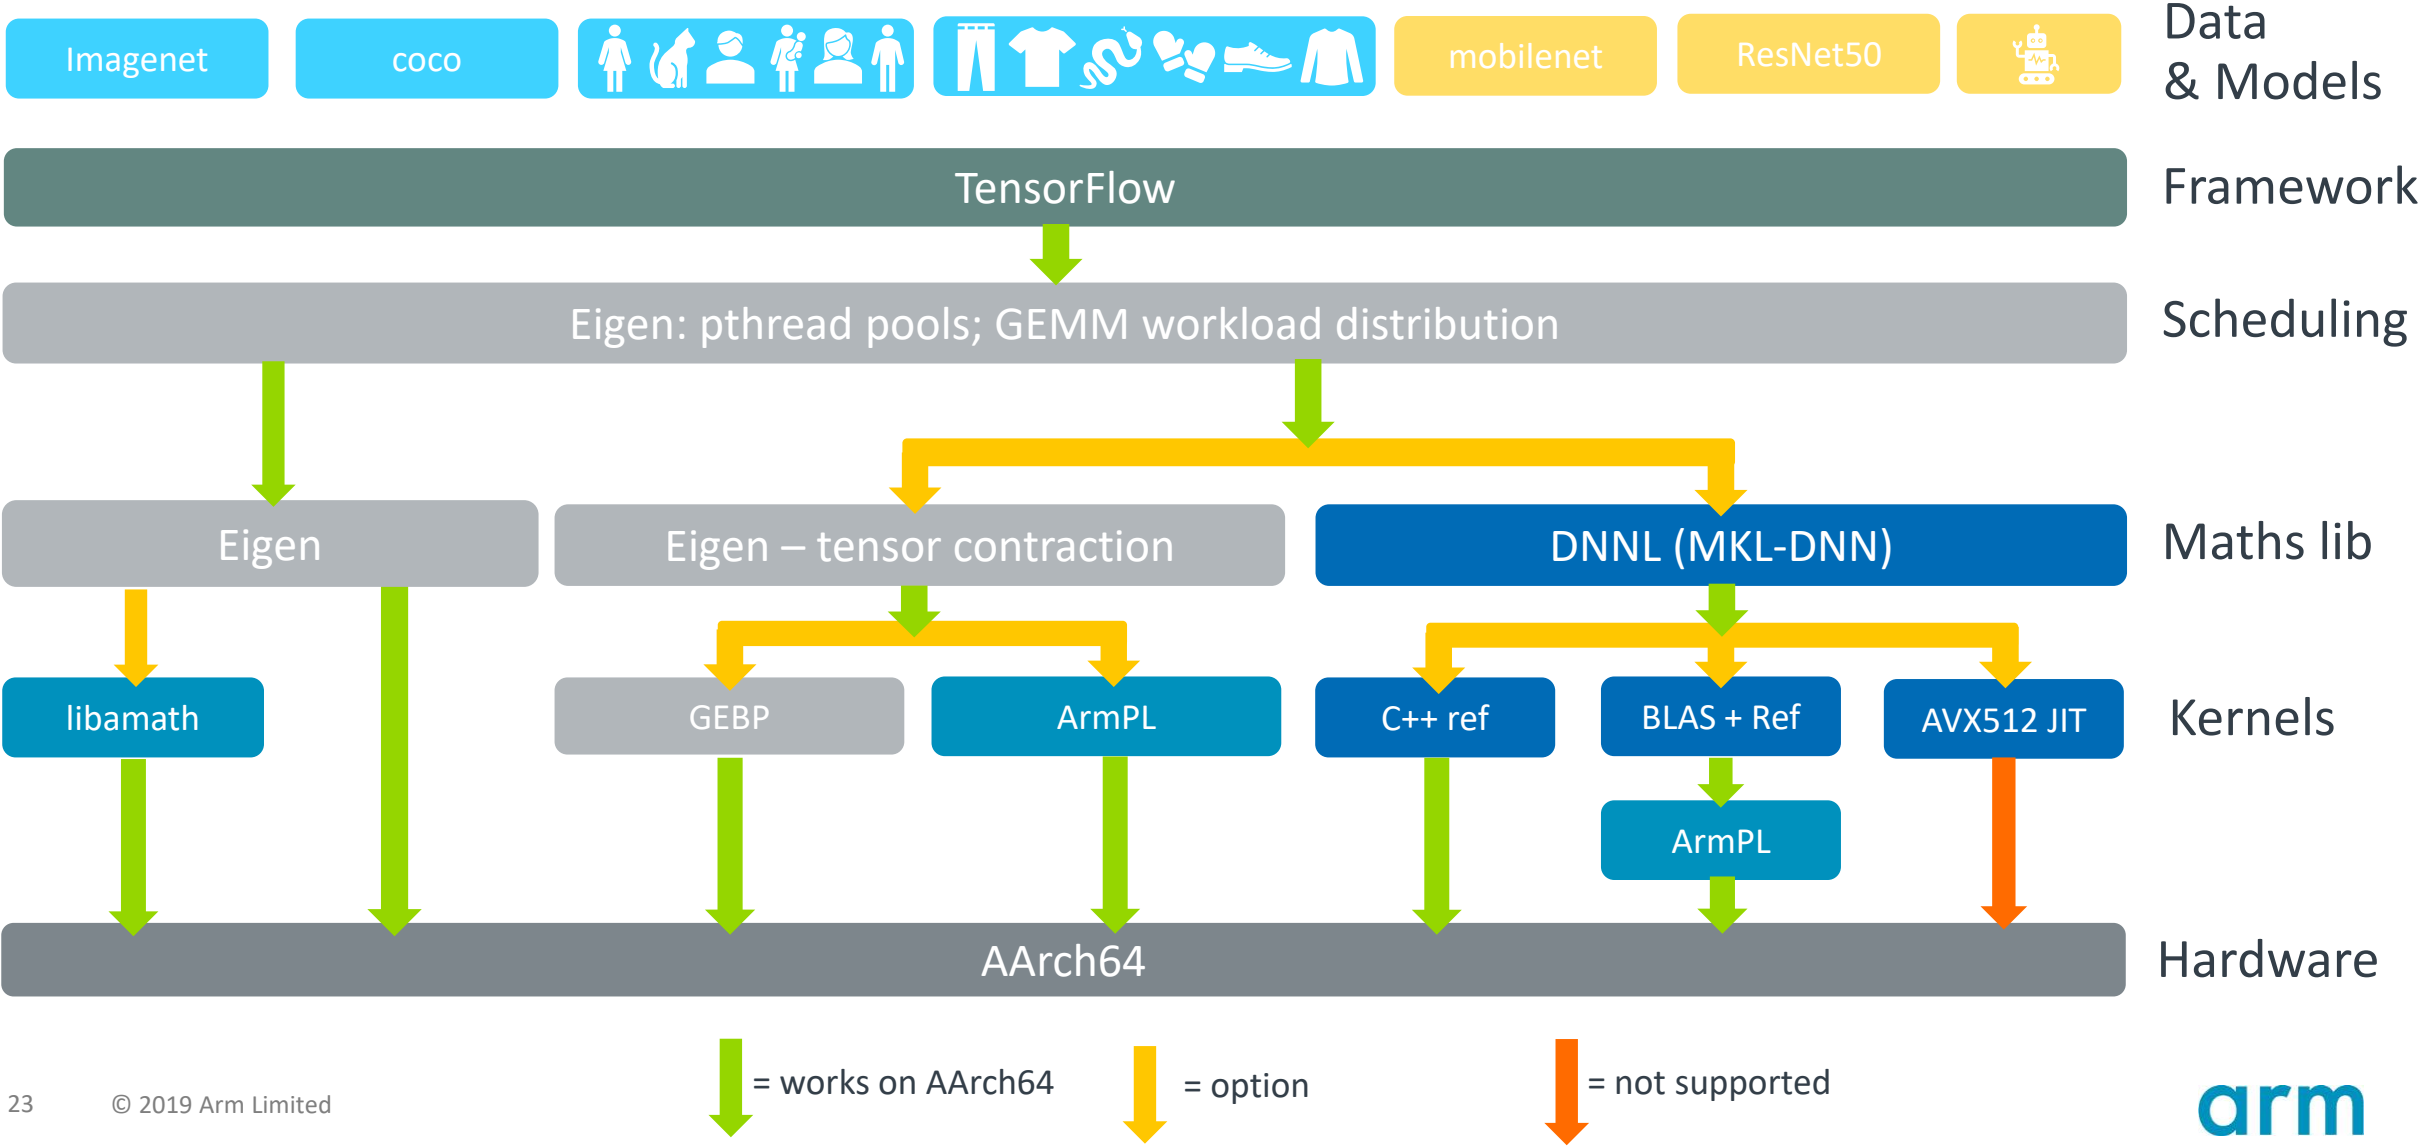 Imagenet
coco
mobilenet
ResNet50
Data
& Models
TensorFlow
Framework
Eigen: pthread pools; GEMM workload distribution
Scheduling
Eigen
Eigen – tensor contraction
DNNL (MKL-DNN)
Maths lib
libamath
GEBP
ArmPL
C++ ref
BLAS + Ref
AVX512 JIT
Kernels
ArmPL
AArch64
Hardware
= works on AArch64
= option
= not supported
23
© 2019 Arm Limited
arm